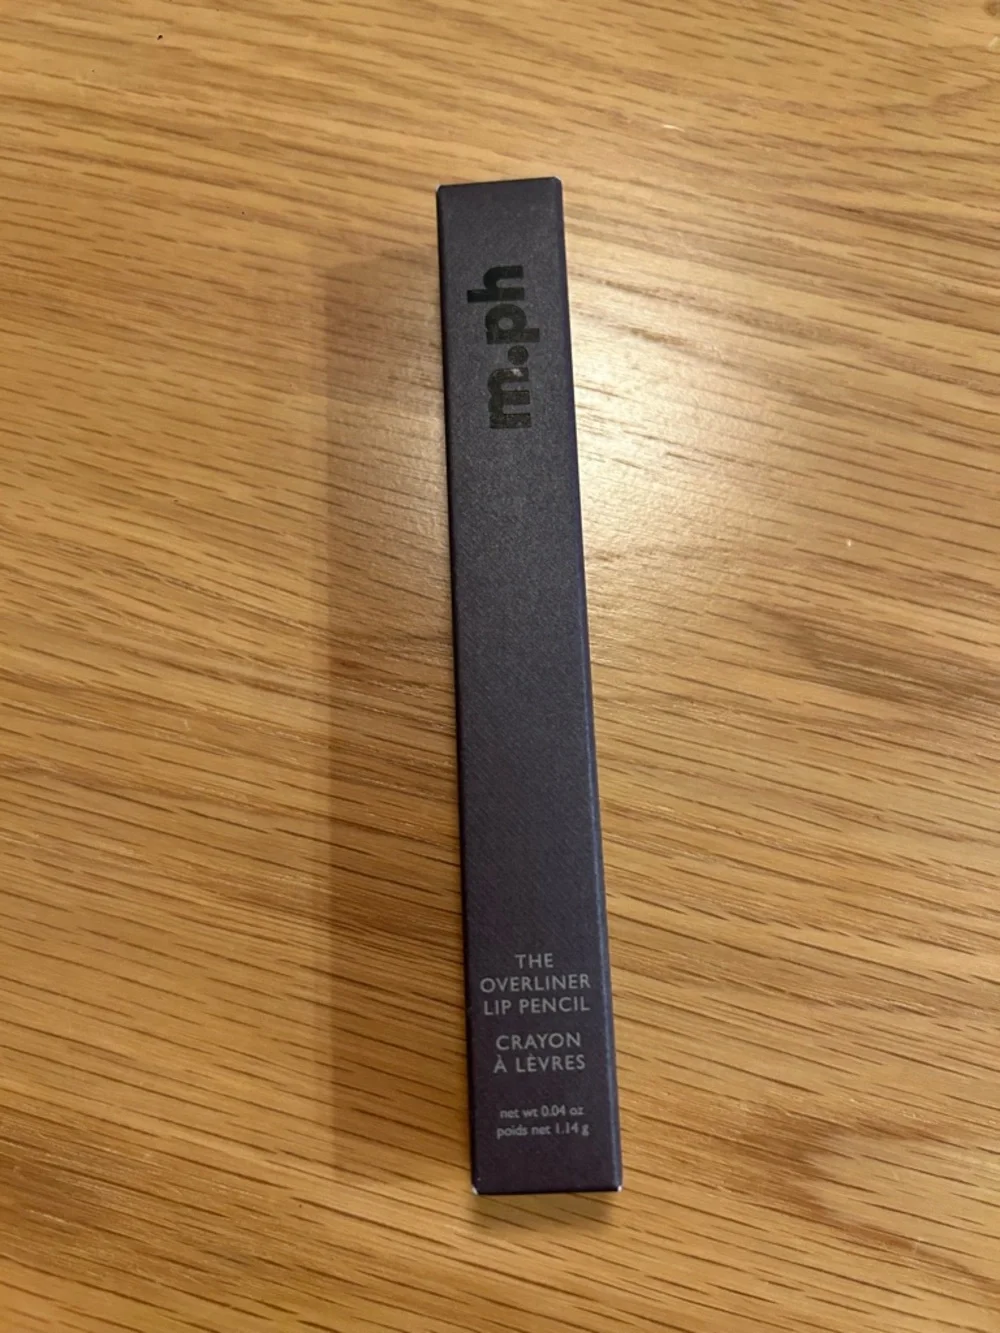 m.ph
THE
OVERLINER
LIP PENCIL
CRAYON
À LÈVRES
net wt 0.04 oz
poids net 1.14 g